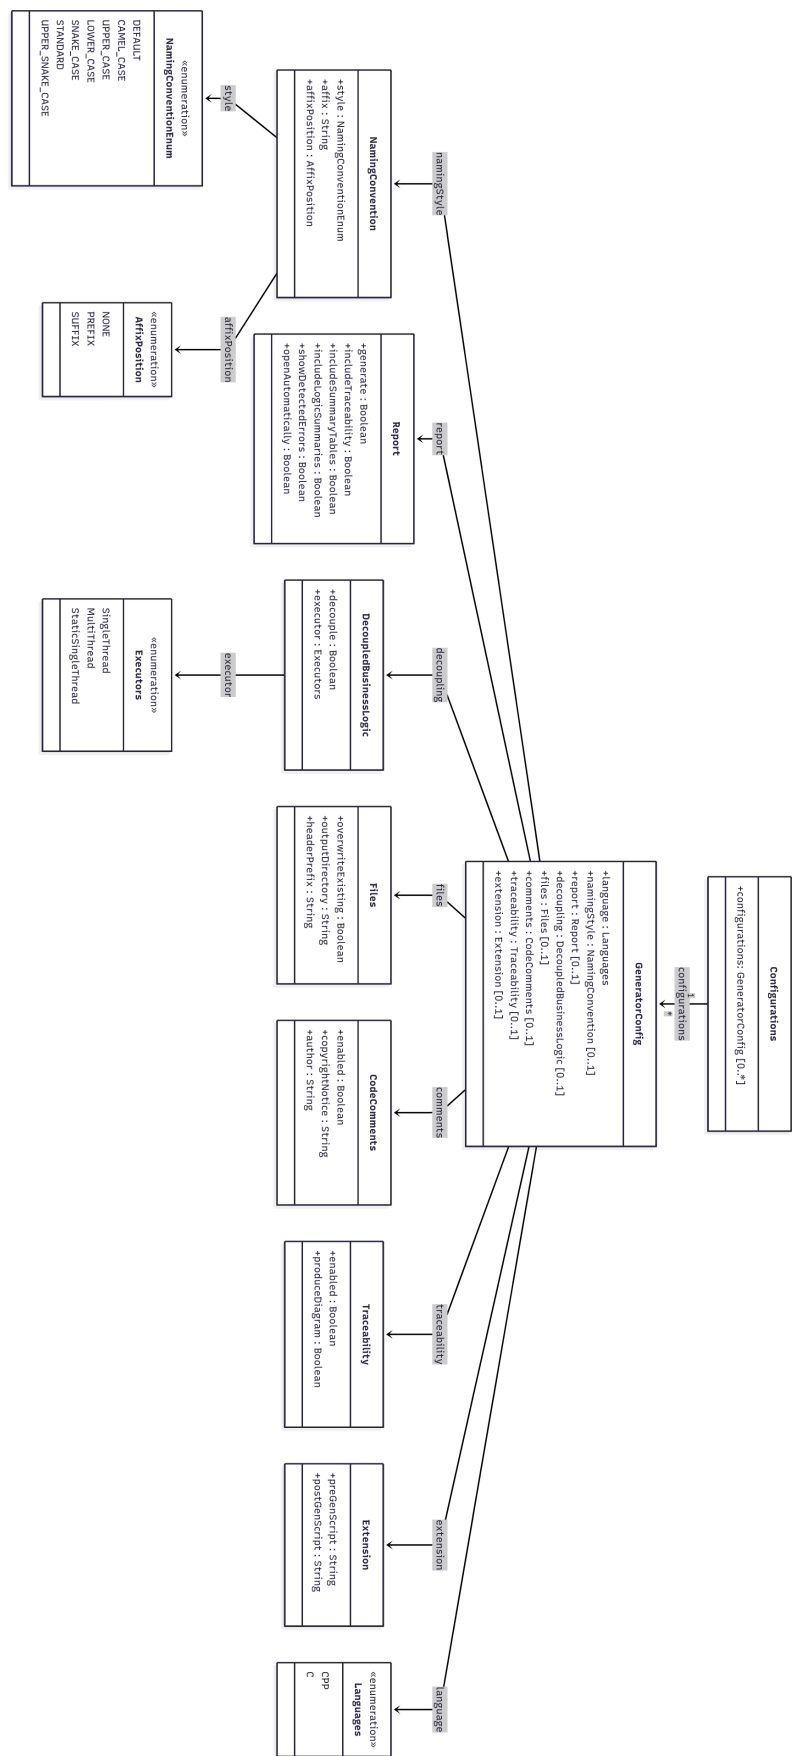 Configurations
+configurations: GeneratorConfig [0..*]
1
configurations
*
GeneratorConfig
+language : Languages
+namingStyle : NamingConvention [0..1]
+report : Report [0..1]
+decoupling : DecoupledBusinessLogic [0..1]
+files : Files [0..1]
+comments : CodeComments [0..1]
+traceability : Traceability [0..1]
+extension : Extension [0..1]
namingStyle
report
decoupling
files
comments
traceability
extension
language
NamingConvention
+style : NamingConventionEnum
+affix : String
+affixPosition : AffixPosition
Report
+generate : Boolean
+includeTraceability : Boolean
+includeSummaryTables : Boolean
+includeLogicSummaries : Boolean
+showDetectedErrors : Boolean
+openAutomatically : Boolean
DecoupledBusinessLogic
+decouple : Boolean
+executor : Executors
Files
+overwriteExisting : Boolean
+outputDirectory : String
+headerPrefix : String
CodeComments
+enabled : Boolean
+copyrightNotice : String
+author : String
Traceability
+enabled : Boolean
+produceDiagram : Boolean
Extension
+preGenScript : String
+postGenScript : String
«enumeration»
Languages
CPP
C
style
affixPosition
executor
«enumeration»
NamingConventionEnum
DEFAULT
CAMEL_CASE
UPPER_CASE
LOWER_CASE
SNAKE_CASE
STANDARD
UPPER_SNAKE_CASE
«enumeration»
AffixPosition
NONE
PREFIX
SUFFIX
«enumeration»
Executors
SingleThread
MultiThread
StaticSingleThread